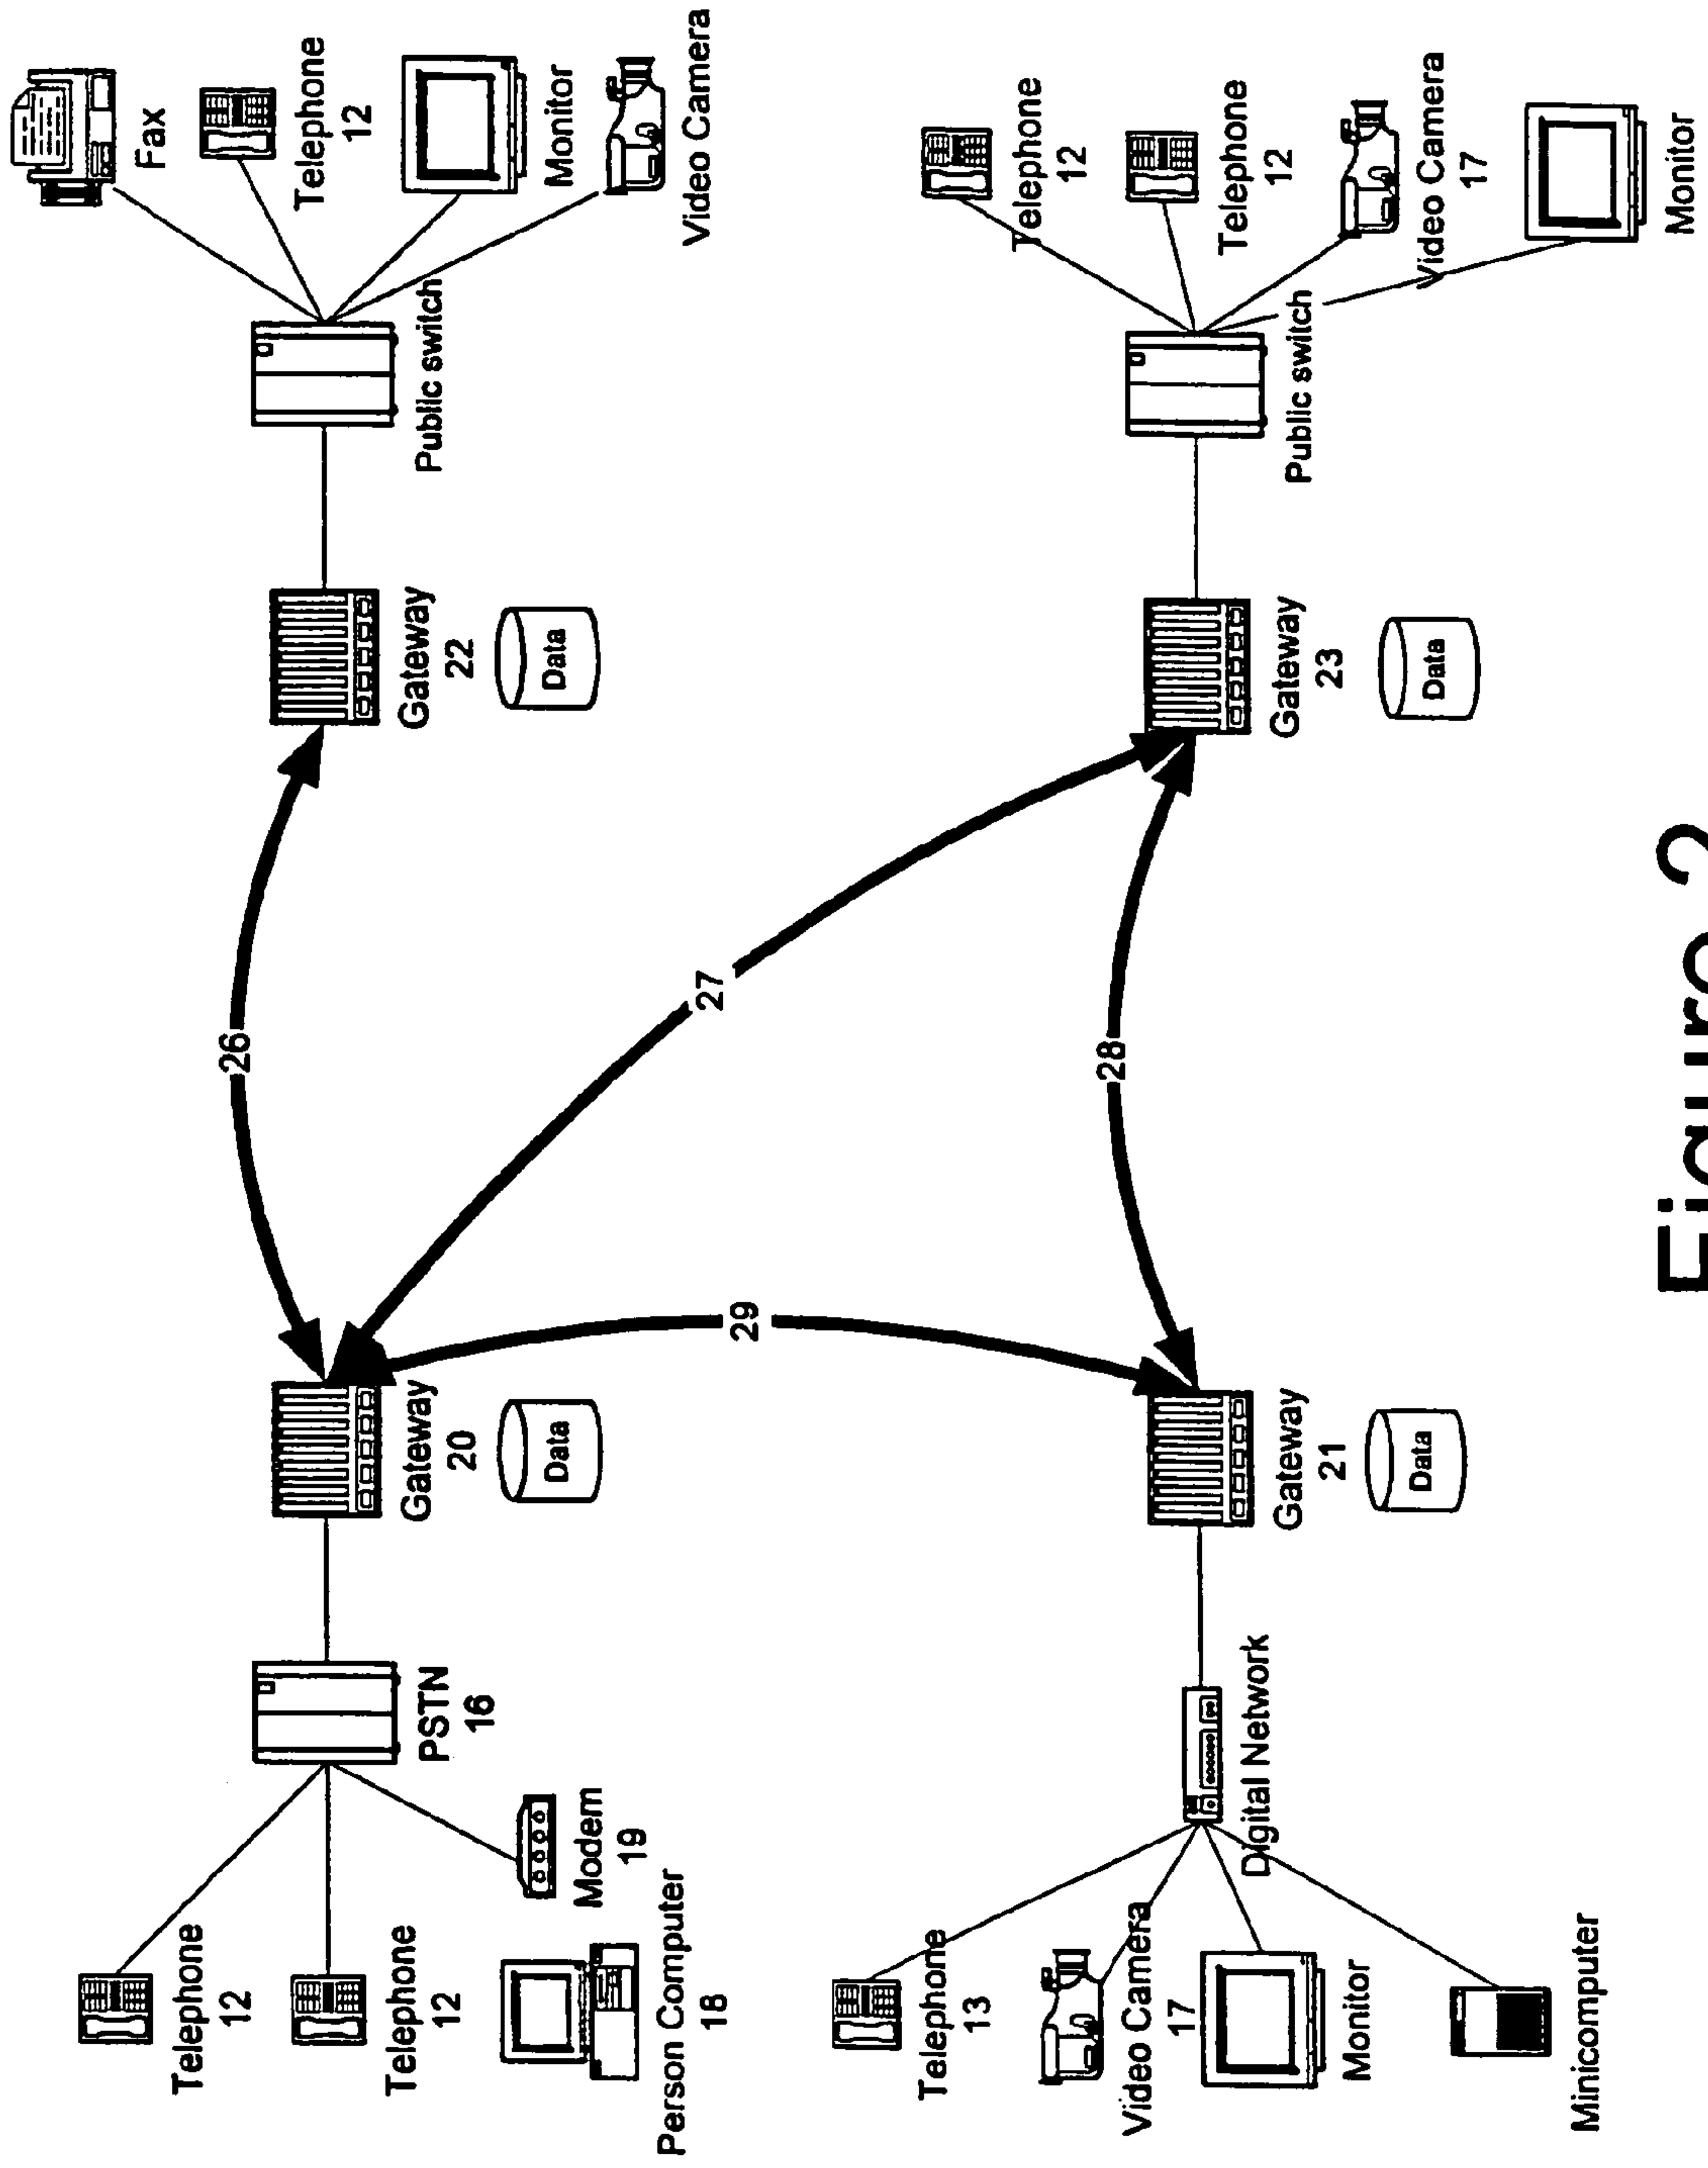 Telephone
12
Telephone
12
Modem
19
Person Computer
18
PSTN
16
Gateway
20
Data
26
27
29
Gateway
22
Data
Public switch
Fax
Telephone
12
Monitor
Video Camera
Telephone
13
Video Camera
17
Monitor
Minicomputer
Digital Network
Gateway
21
Data
28
Gateway
23
Data
Public switch
Telephone
12
Telephone
12
Video Camera
17
Monitor
Figure